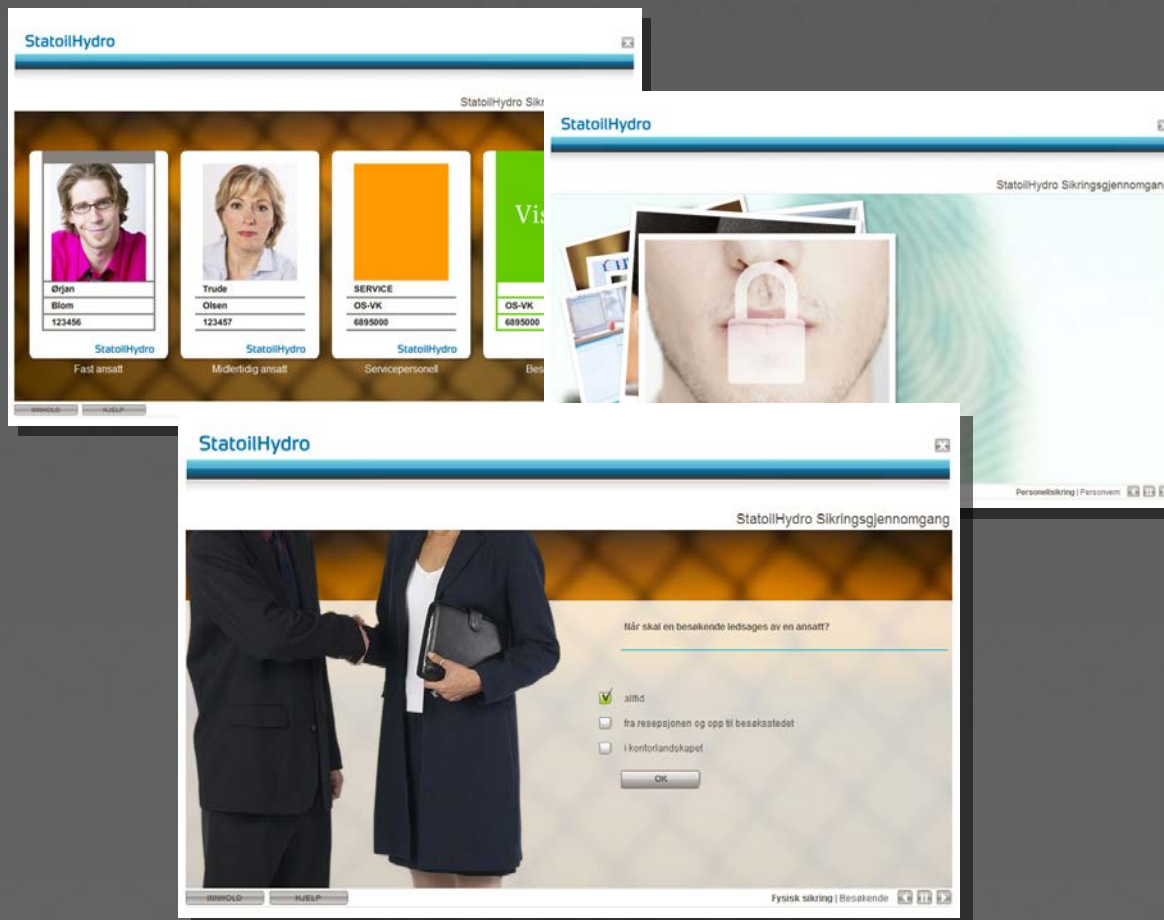 StatoilHydro
StatoilHydro Sikr
Ørjan
Blom
123456
StatoilHydro
Fast ansatt
Trude
Olsen
123457
StatoilHydro
Midlertidig ansatt
SERVICE
OS-VK
6895000
StatoilHydro
Servicepersonell
Vis
OS-VK
6895000
Bes
INNHOLD HJELP
StatoilHydro
StatoilHydro Sikringsgjennomgan
Personellsikring | Personvern
StatoilHydro
StatoilHydro Sikringsgjennomgang
Når skal en besøkende ledsages av en ansatt?
alltid
fra resepsjonen og opp til besøksstedet
i kontorlandskapet
OK
INNHOLD HJELP
Fysisk sikring | Besøkende